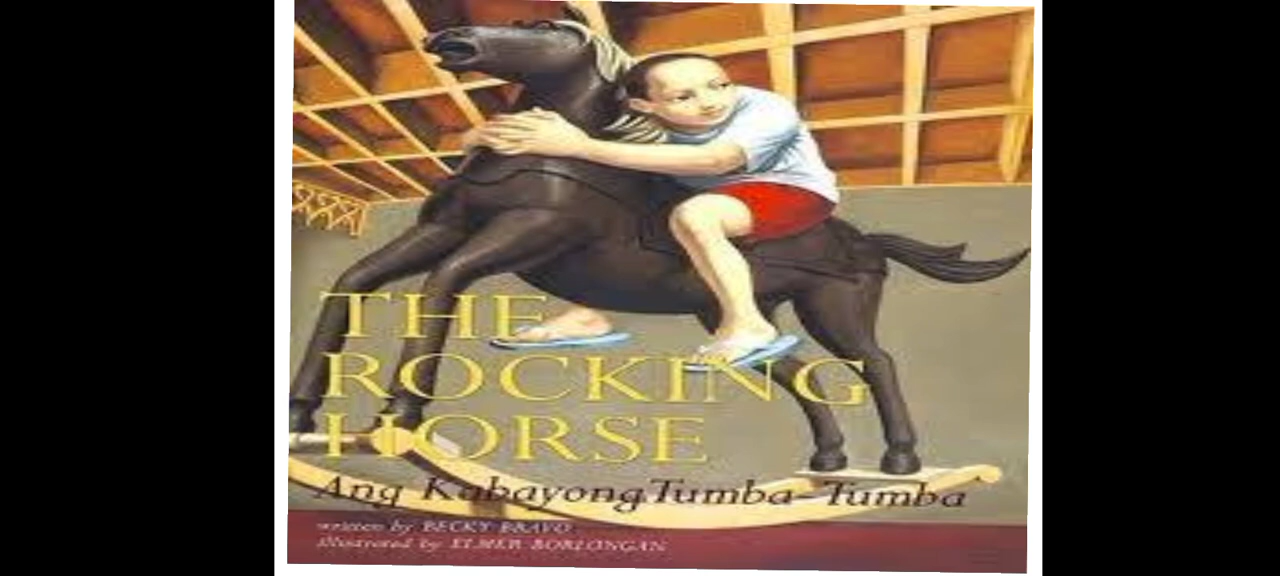 THE
ROCKING
HORSE
Ang Kabayong Tumba-Tumba
written by BECKY BRAVO
illustrated by ELMER BORLONGAN